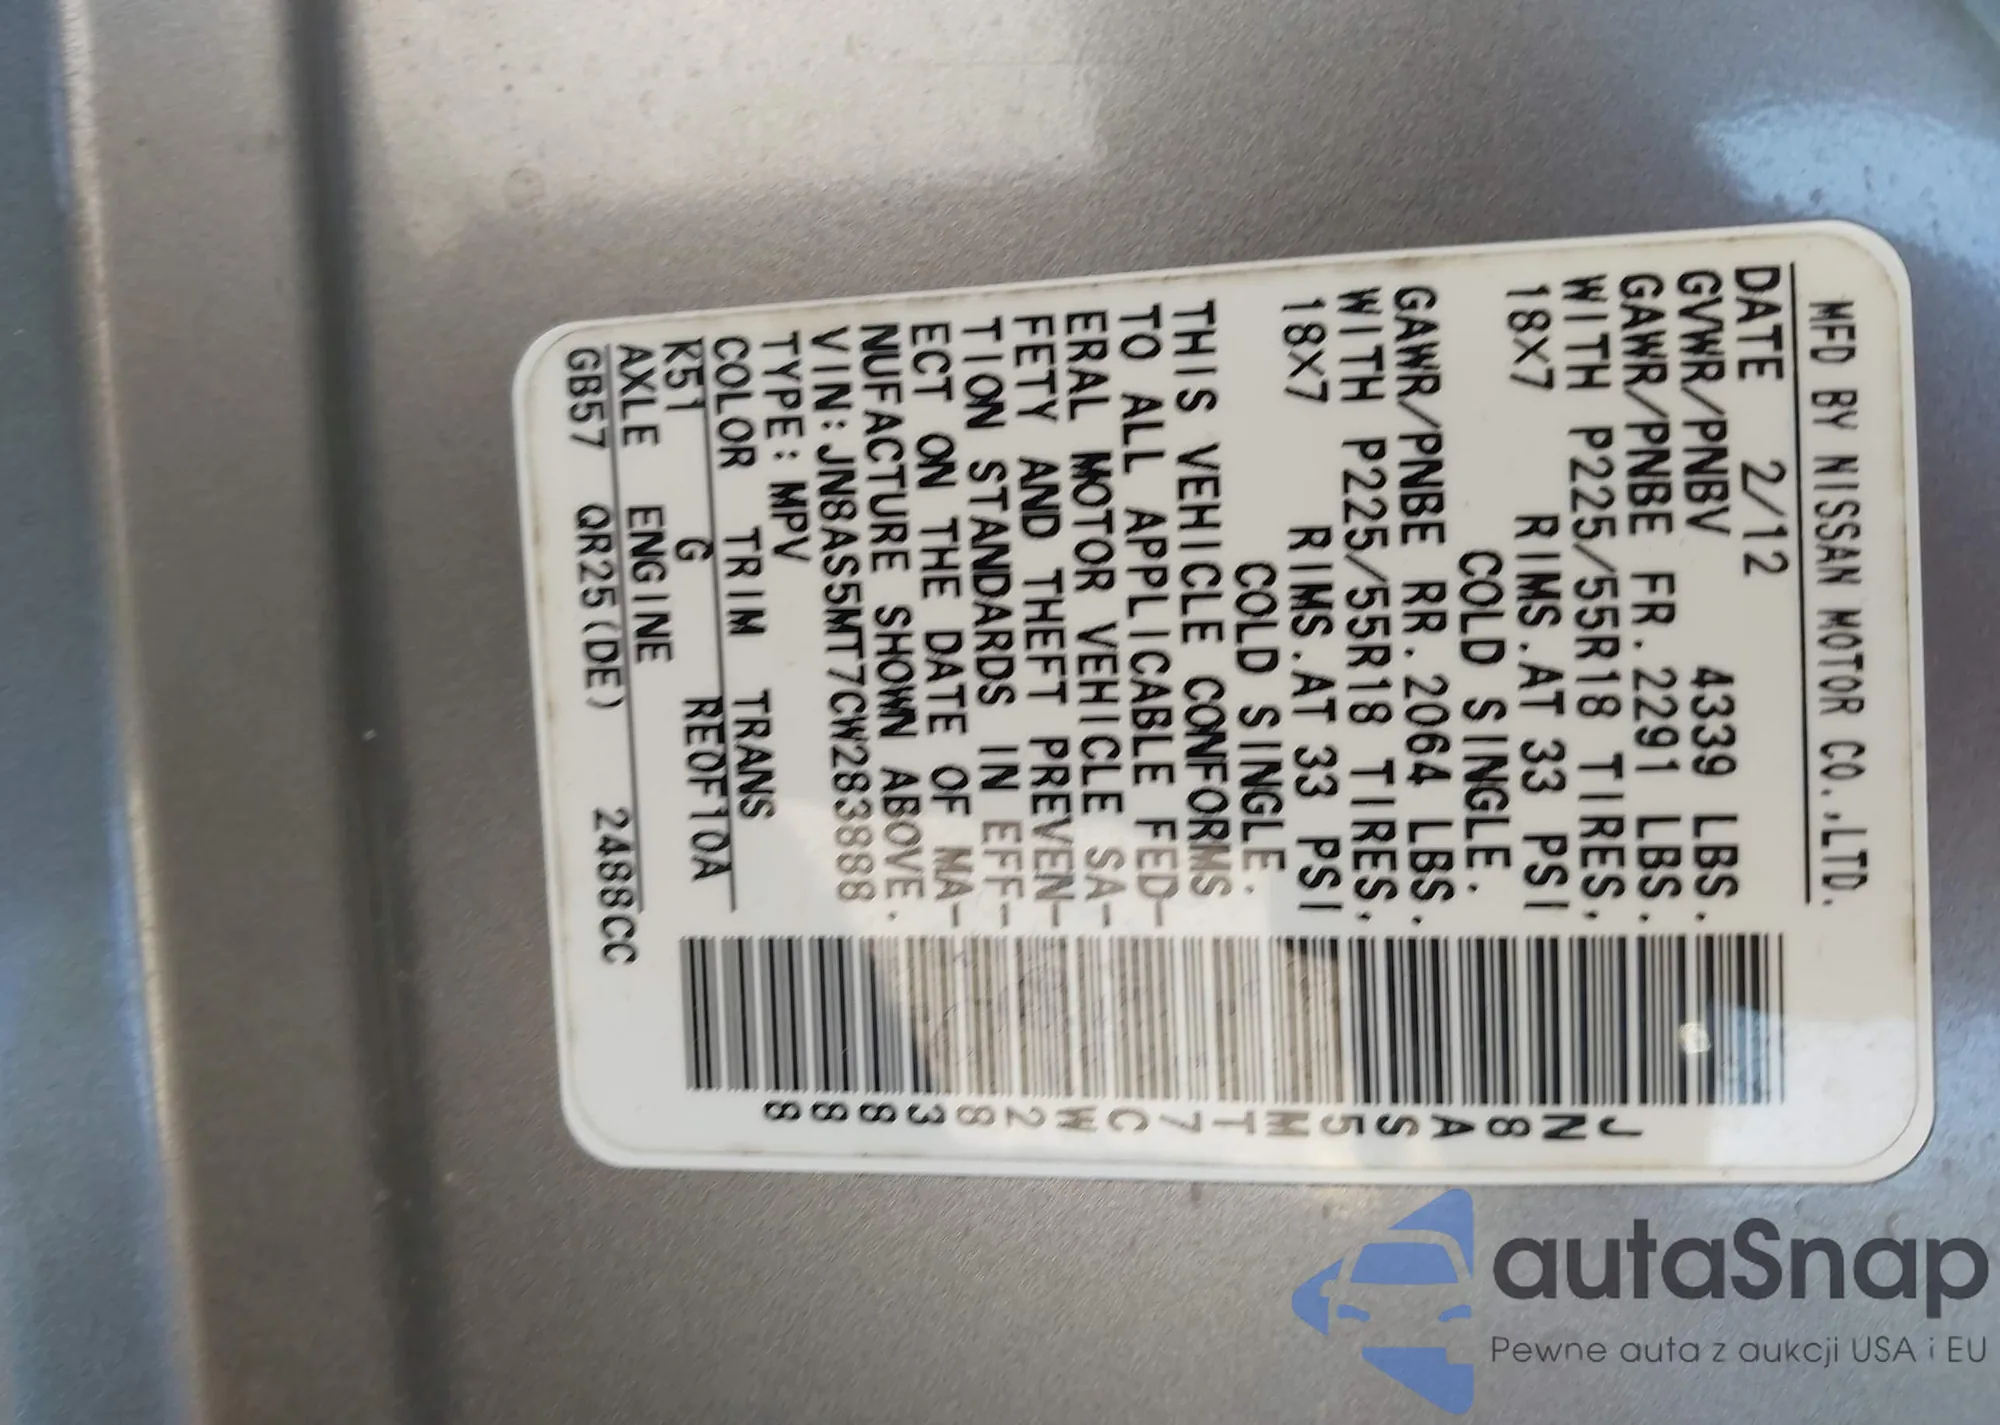 MFD BY NISSAN MOTOR CO.,LTD.
DATE 2/12
GVWR/PNBV 4339 LBS.
GAWR/PNBE FR.2291 LBS.
WITH P225/55R18 TIRES,
18X7 RIMS.AT 33 PSI
COLD SINGLE.
GAWR/PNBE RR.2064 LBS.
WITH P225/55R18 TIRES,
18X7 RIMS.AT 33 PSI
COLD SINGLE.
THIS VEHICLE CONFORMS
TO ALL APPLICABLE FED-
ERAL MOTOR VEHICLE SA-
FETY AND THEFT PREVEN-
TION STANDARDS IN EFF-
ECT ON THE DATE OF MA-
NUFACTURE SHOWN ABOVE.
VIN:JN8AS5MT7CW283888
TYPE:MPV
COLOR TRIM TRANS
K51 G RE0F10A
AXLE ENGINE
GB57 QR25(DE) 2488CC
JN8AS5MT7CW283888
autaSnap
Pewne auta z aukcji USA i EU